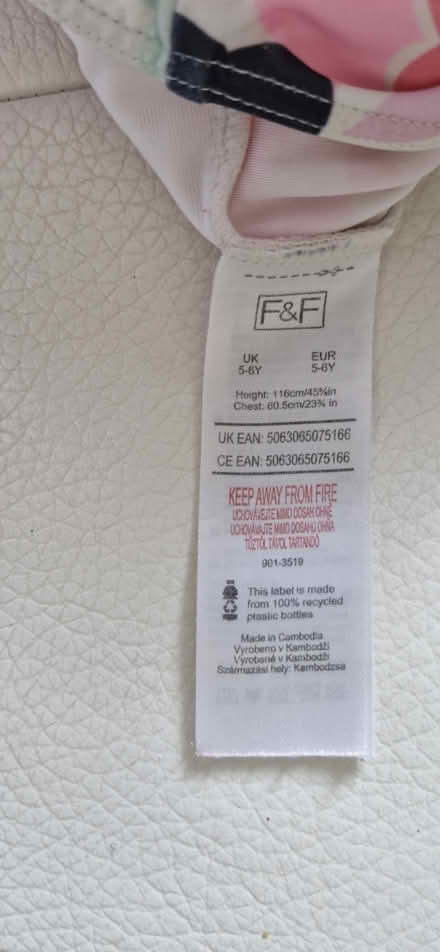 F&F
UK EUR
5-6Y 5-6Y
Height: 116cm/45¾in
Chest: 60.5cm/23¾ in
UK EAN: 5063065075166
CE EAN: 5063065075166
KEEP AWAY FROM FIRE
UCHOVÁVEJTE MIMO DOSAH OHNĚ
UCHOVÁVAJTE MIMO DOSAHU OHŇA
TŰZTŐL TÁVOL TARTANDÓ
901-3519
This label is made
from 100% recycled
plastic bottles
Made in Cambodia
Vyrobeno v Kambodži
Vyrobené v Kambodži
Származási hely: Kambodzsa